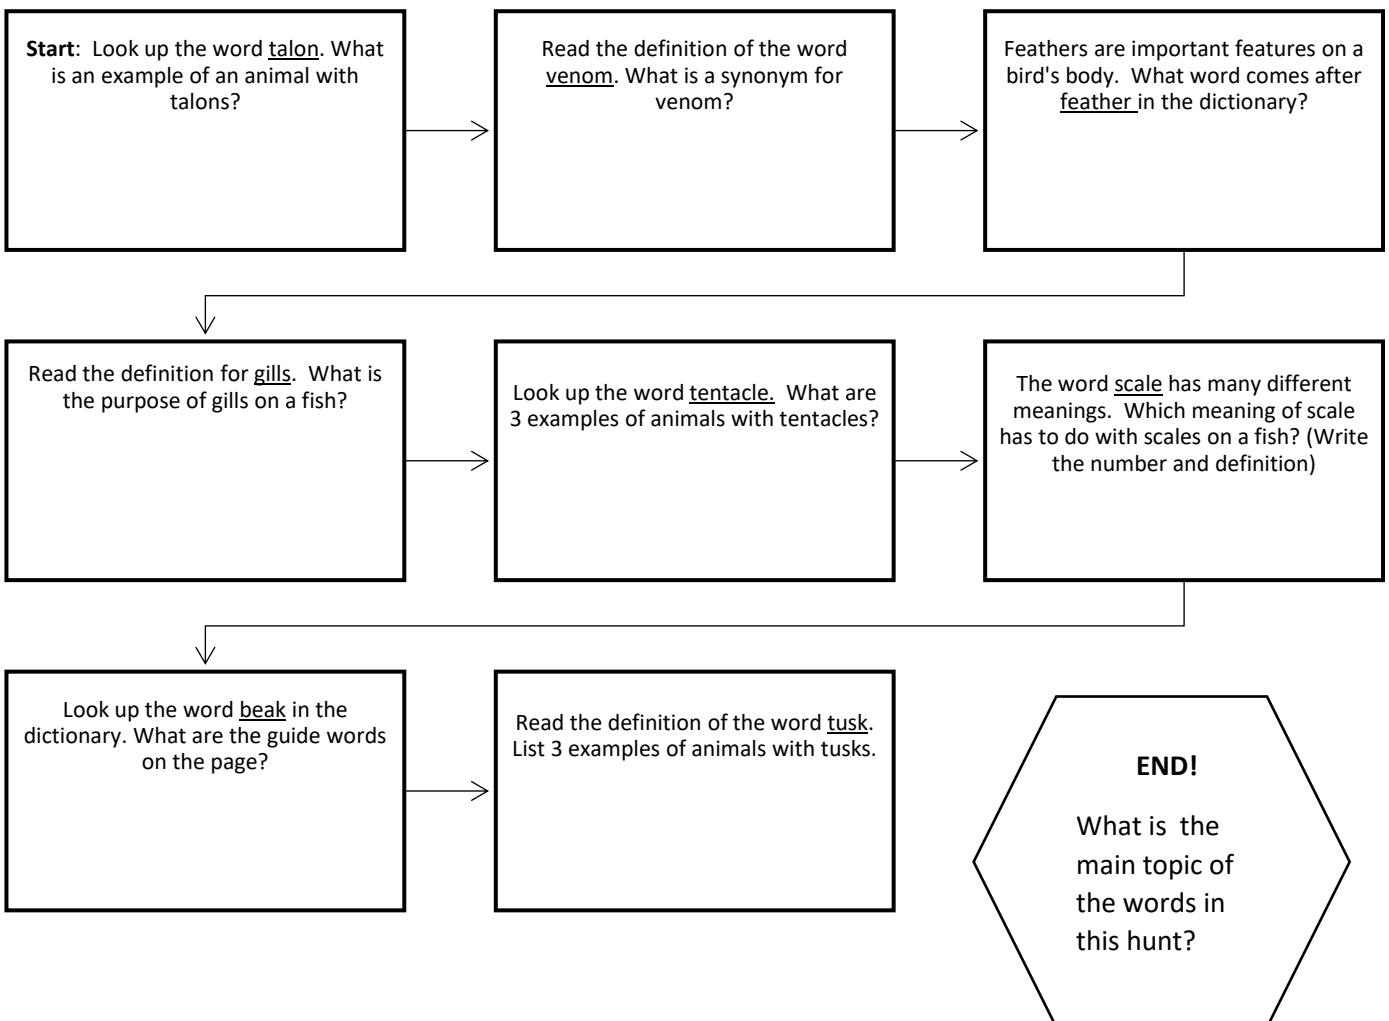 Start:  Look up the word talon. What
is an example of an animal with
talons?
Read the definition of the word
venom. What is a synonym for
venom?
Feathers are important features on a
bird's body.  What word comes after
feather in the dictionary?
Read the definition for gills.  What is
the purpose of gills on a fish?
Look up the word tentacle.  What are
3 examples of animals with tentacles?
The word scale has many different
meanings.  Which meaning of scale
has to do with scales on a fish? (Write
the number and definition)
Look up the word beak in the
dictionary. What are the guide words
on the page?
Read the definition of the word tusk.
List 3 examples of animals with tusks.
END!
What is  the
main topic of
the words in
this hunt?